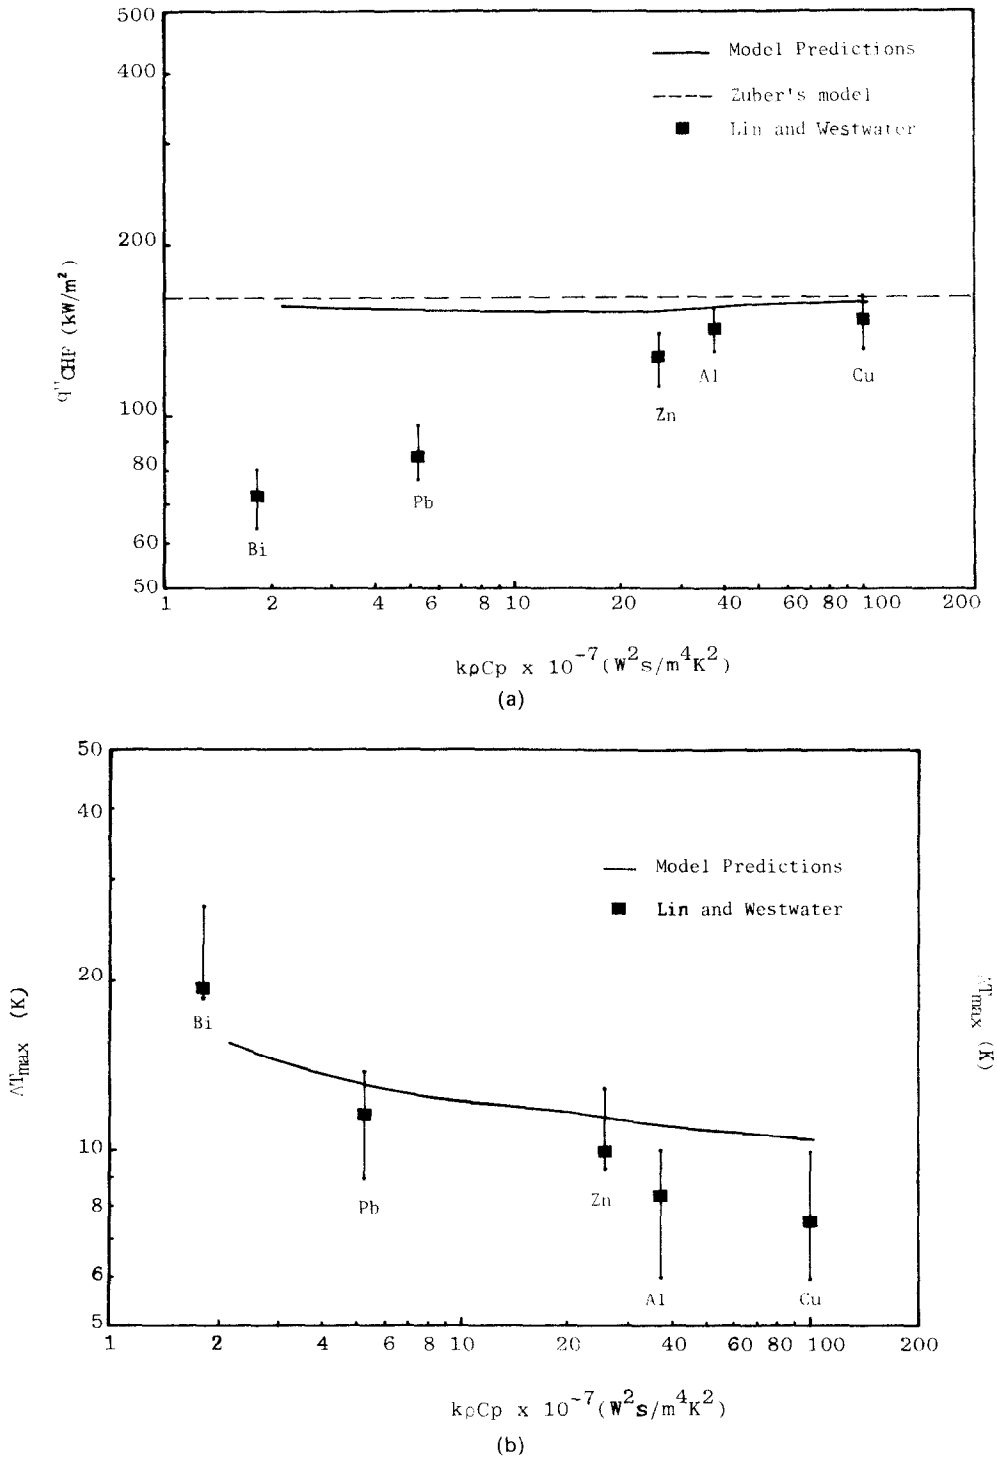 500
400
200
100
80
60
50
q''CHF (kW/m²)
Model Predictions
Zuber's model
Lin and Westwater
Bi
Pb
Zn
Al
Cu
1 2 4 6 8 10 20 40 60 80 100 200
kρCp x 10⁻⁷ (W²s/m⁴K²)
(a)
50
40
20
10
8
6
5
ΔTmax (K)
Model Predictions
Lin and Westwater
Bi
Pb
Zn
Al
Cu
ΔTmax (K)
1 2 4 6 8 10 20 40 60 80 100 200
kρCp x 10⁻⁷ (W²s/m⁴K²)
(b)